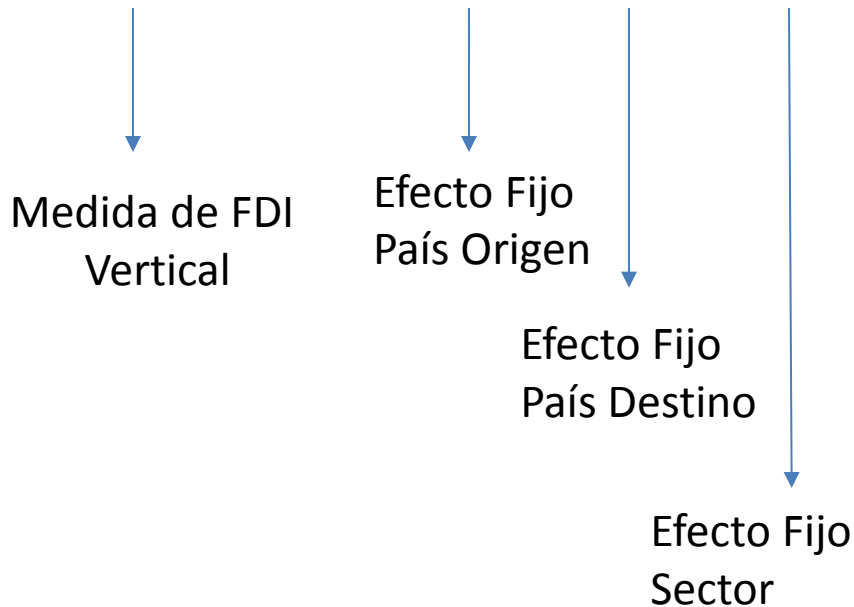 Medida de FDI
Vertical
Efecto Fijo
País Origen
Efecto Fijo
País Destino
Efecto Fijo
Sector